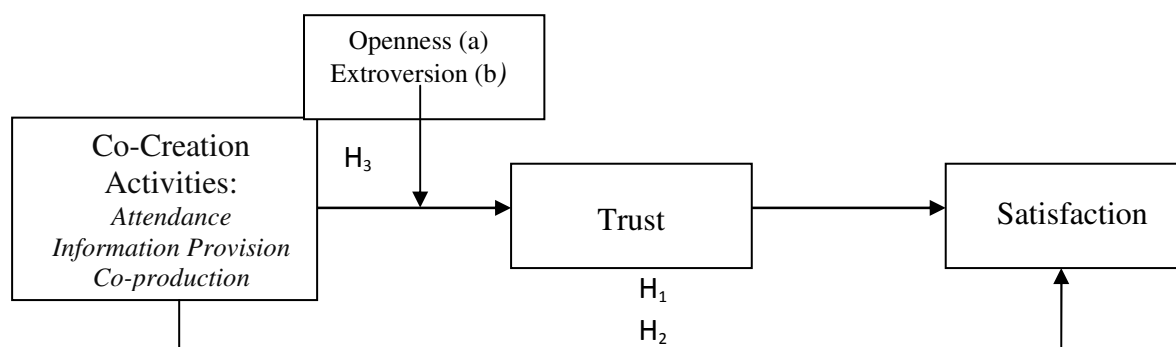 Openness (a)
Extroversion (b)
Co-Creation
Activities:
Attendance
Information Provision
Co-production
H₃
Trust
Satisfaction
H₁
H₂